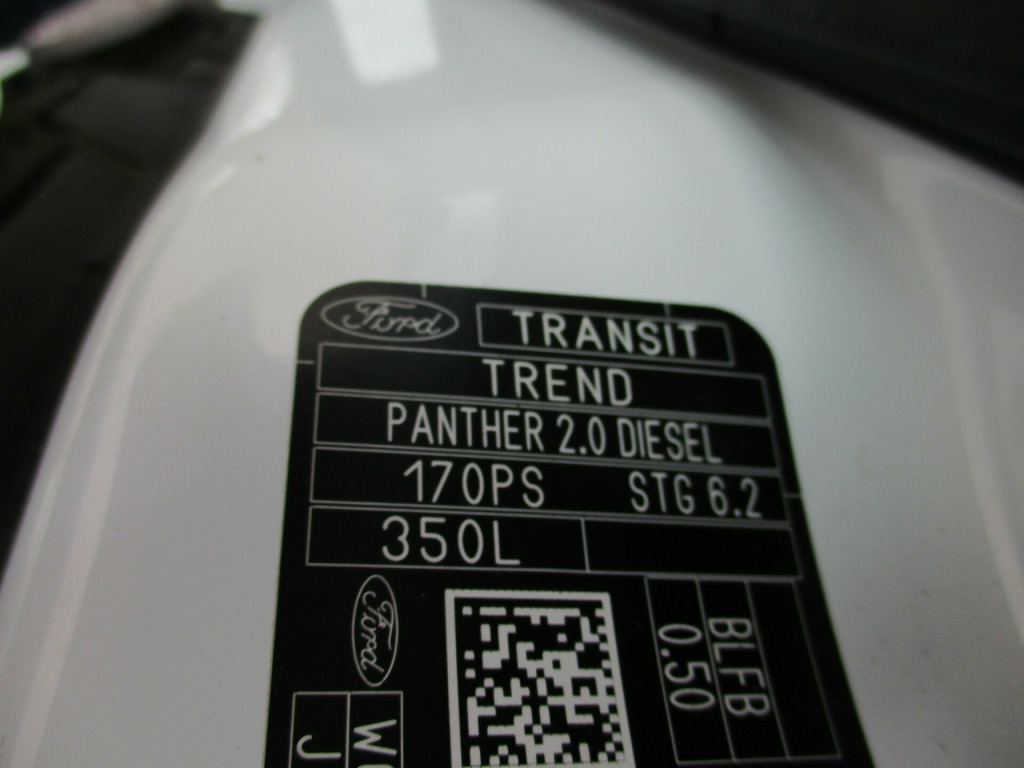 Ford TRANSIT
TREND
PANTHER 2.0 DIESEL
170PS STG 6.2
350L
Ford
BLFB
0.50
W
J